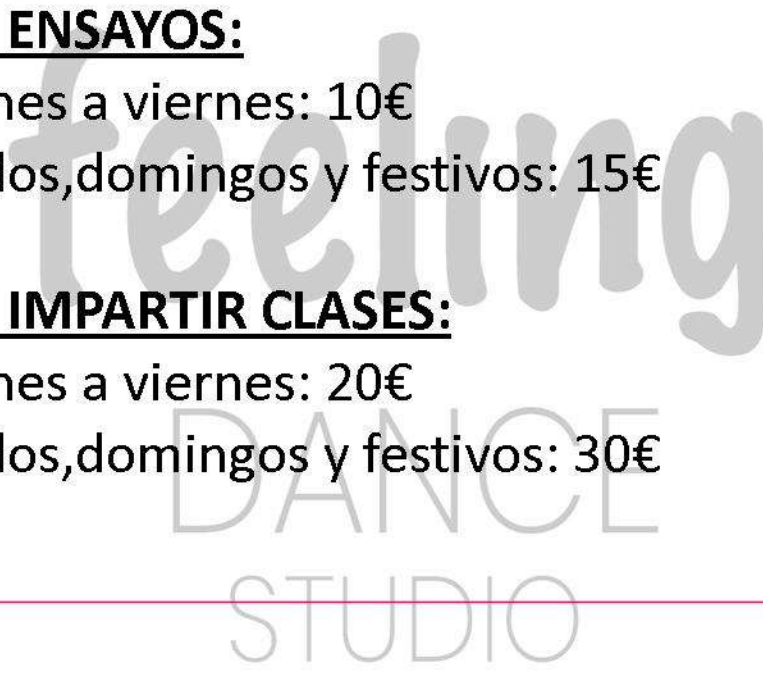 ENSAYOS:
nes a viernes: 10€
los,domingos y festivos: 15€
IMPARTIR CLASES:
nes a viernes: 20€
los,domingos y festivos: 30€
feeling
DANCE
STUDIO